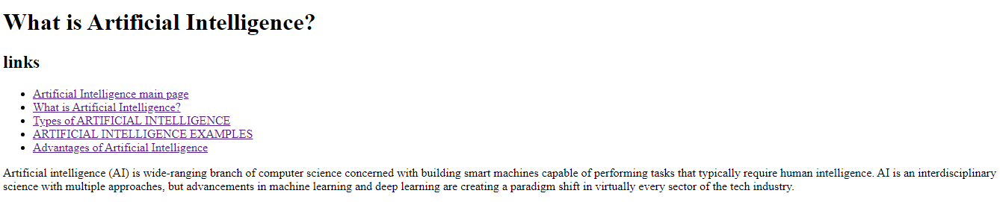 What is Artificial Intelligence?
links
Artificial Intelligence main page
What is Artificial Intelligence?
Types of ARTIFICIAL INTELLIGENCE
ARTIFICIAL INTELLIGENCE EXAMPLES
Advantages of Artificial Intelligence
Artificial intelligence (AI) is wide-ranging branch of computer science concerned with building smart machines capable of performing tasks that typically require human intelligence. AI is an interdisciplinary
science with multiple approaches, but advancements in machine learning and deep learning are creating a paradigm shift in virtually every sector of the tech industry.